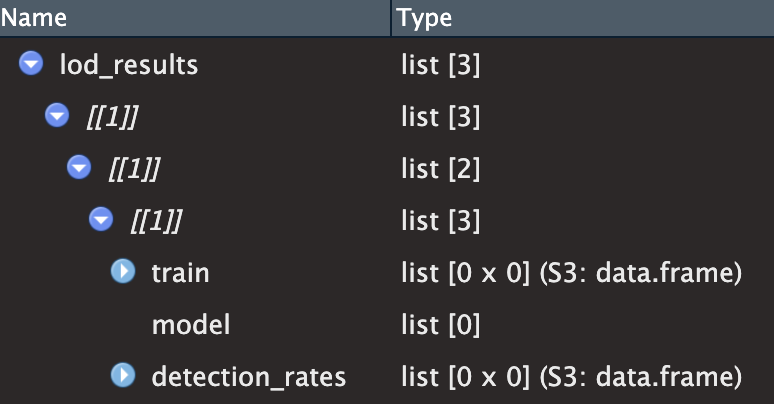 Name Type
lod_results list [3]
[[1]] list [3]
[[1]] list [2]
[[1]] list [3]
train list [0 x 0] (S3: data.frame)
model list [0]
detection_rates list [0 x 0] (S3: data.frame)